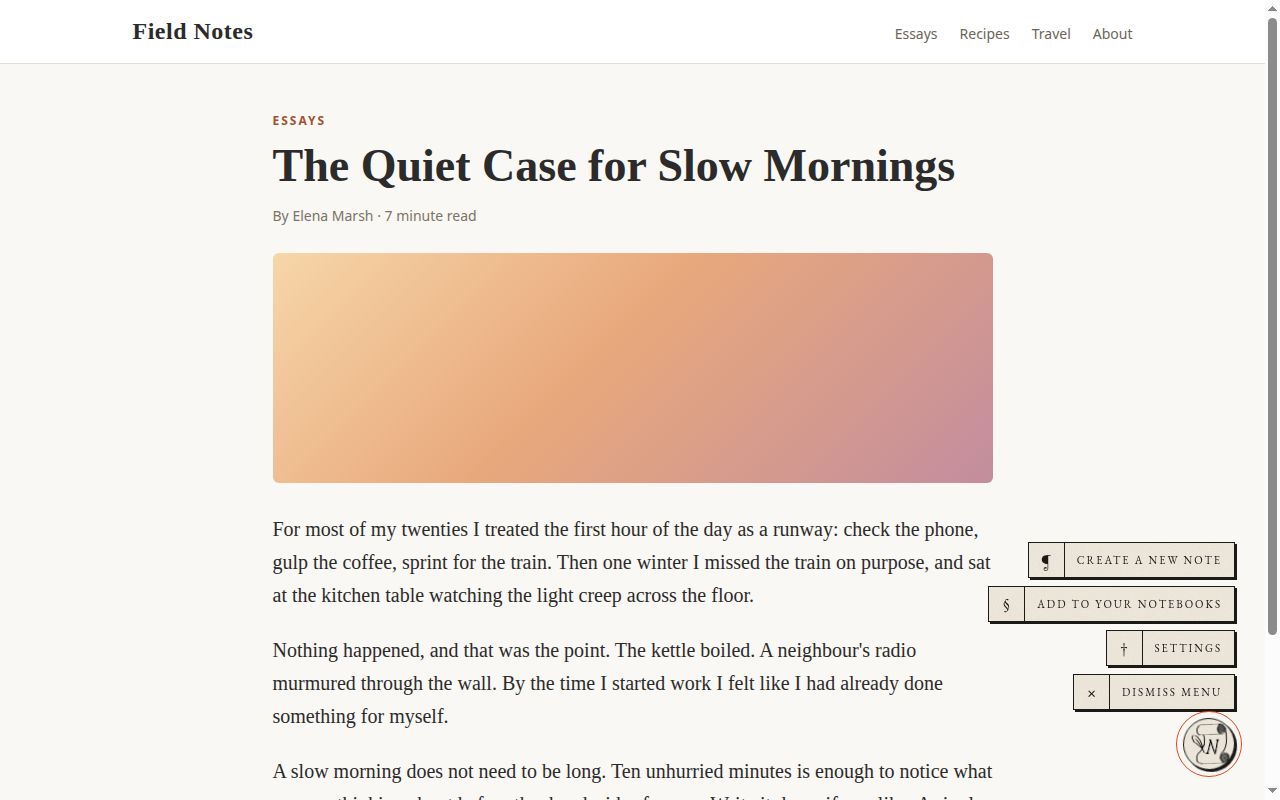 Field Notes
Essays Recipes Travel About
ESSAYS
The Quiet Case for Slow Mornings
By Elena Marsh · 7 minute read
For most of my twenties I treated the first hour of the day as a runway: check the phone,
gulp the coffee, sprint for the train. Then one winter I missed the train on purpose, and sat
at the kitchen table watching the light creep across the floor.
Nothing happened, and that was the point. The kettle boiled. A neighbour's radio
murmured through the wall. By the time I started work I felt like I had already done
something for myself.
A slow morning does not need to be long. Ten unhurried minutes is enough to notice what
¶ CREATE A NEW NOTE
§ ADD TO YOUR NOTEBOOKS
† SETTINGS
× DISMISS MENU
N